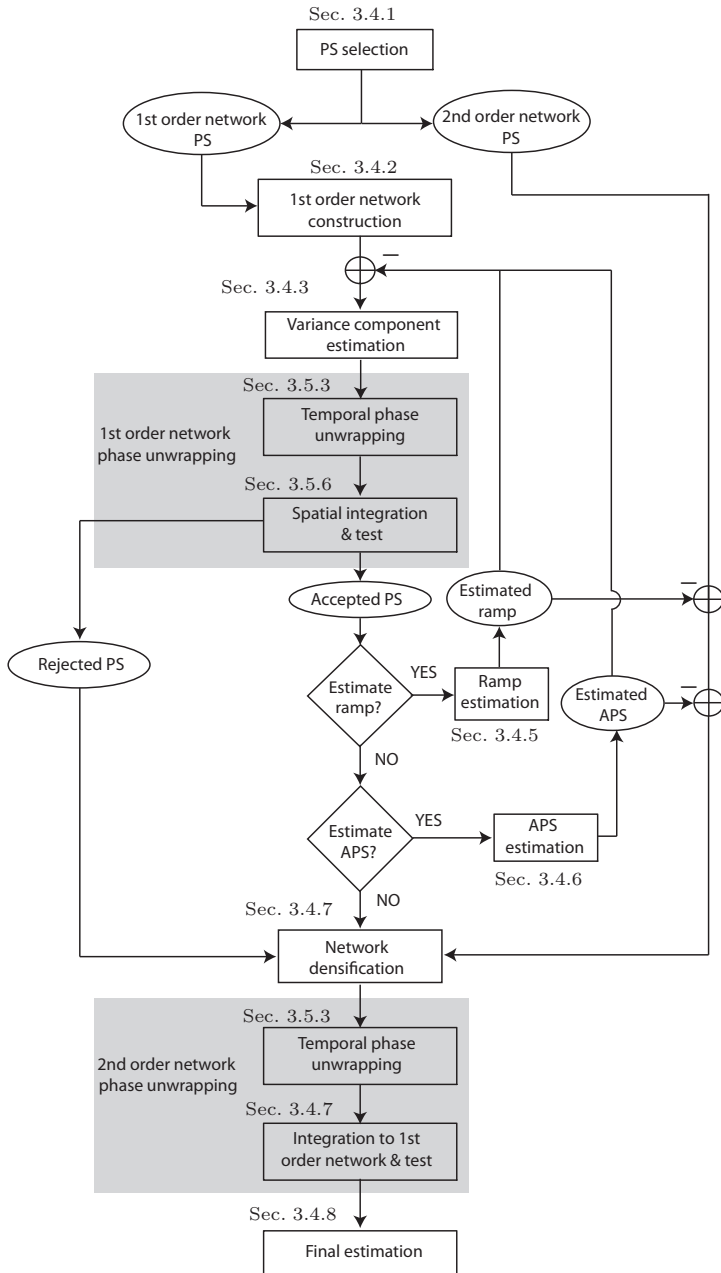 Sec. 3.4.1
PS selection
1st order network
PS
2nd order network
PS
Sec. 3.4.2
1st order network
construction
−
Sec. 3.4.3
Variance component
estimation
Sec. 3.5.3
1st order network
phase unwrapping
Temporal phase
unwrapping
Sec. 3.5.6
Spatial integration
& test
Accepted PS
Estimated
ramp
−
Rejected PS
Estimate
ramp?
YES
Ramp
estimation
Sec. 3.4.5
Estimated
APS
−
NO
Estimate
APS?
YES
APS
estimation
Sec. 3.4.6
NO
Sec. 3.4.7
Network
densification
Sec. 3.5.3
2nd order network
phase unwrapping
Temporal phase
unwrapping
Sec. 3.4.7
Integration to 1st
order network & test
Sec. 3.4.8
Final estimation